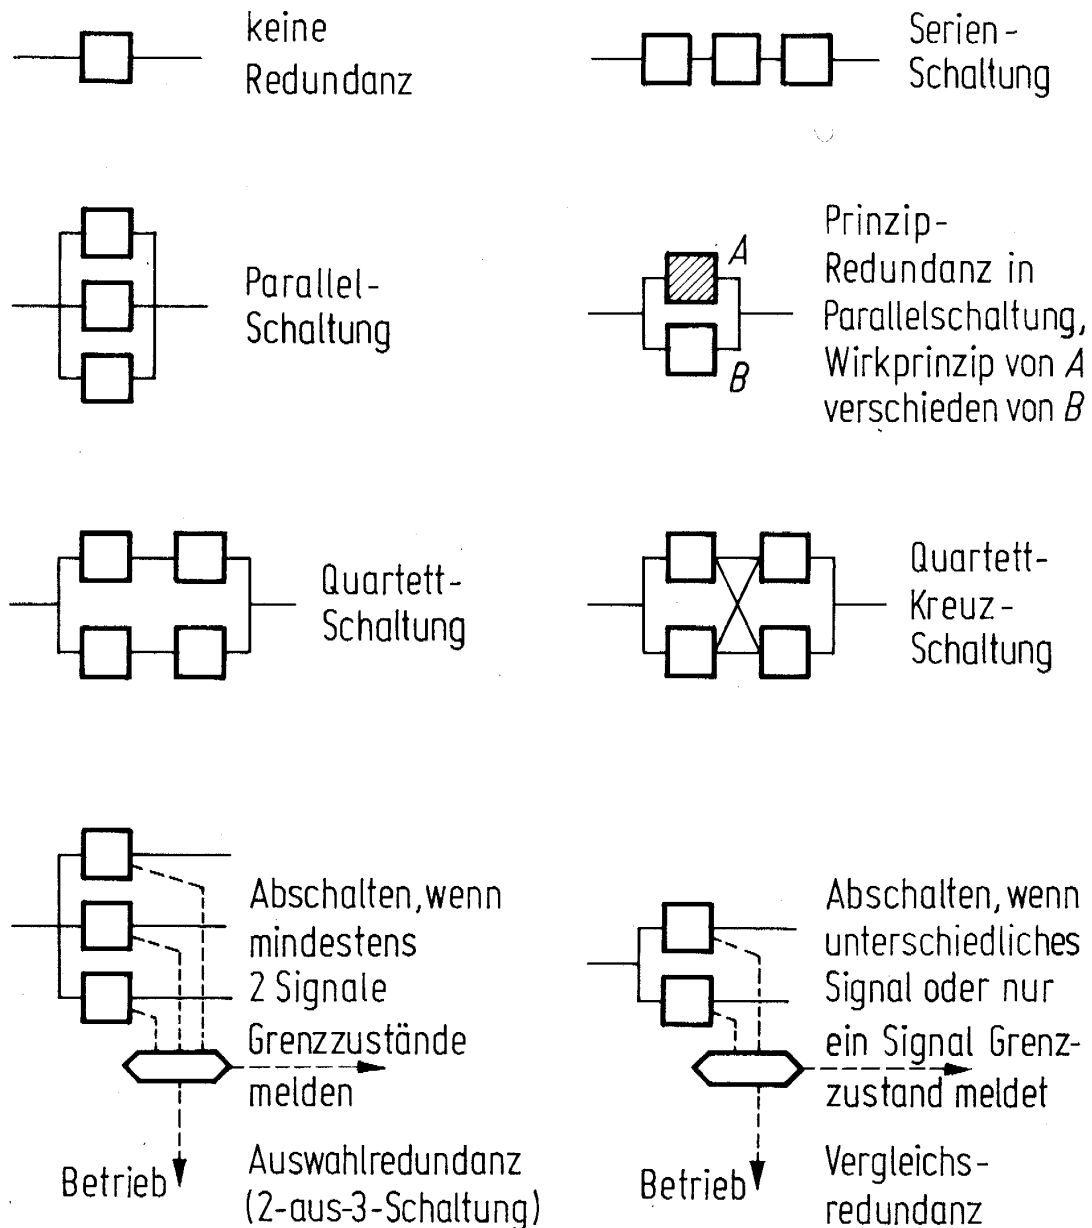 keine
Redundanz
Serien-
Schaltung
Parallel-
Schaltung
A
B
Prinzip-
Redundanz in
Parallelschaltung,
Wirkprinzip von A
verschieden von B
Quartett-
Schaltung
Quartett-
Kreuz-
Schaltung
Abschalten, wenn
mindestens
2 Signale
Grenzzustände
melden
Betrieb
Auswahlredundanz
(2-aus-3-Schaltung)
Abschalten, wenn
unterschiedliches
Signal oder nur
ein Signal Grenz-
zustand meldet
Betrieb
Vergleichs-
redundanz